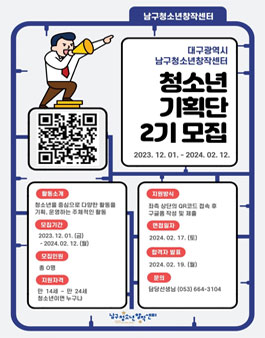 남구청소년창작센터
대구광역시
남구청소년창작센터
청소년
기획단
2기 모집
2023. 12. 01. - 2024. 02. 12.
활동소개
청소년을 중심으로 다양한 활동을
기획, 운영하는 주체적인 활동
모집기간
2023. 12. 01. (금)
- 2024. 02. 12. (월)
모집인원
총 0명
지원자격
만 14세 ~ 만 24세
청소년이면 누구나
지원방식
좌측 상단의 QR코드 접속 후
구글폼 작성 및 제출
면접일자
2024. 02. 17. (토)
합격자 발표
2024. 02. 19. (월)
문의
담당선생님 (053) 664-3104
남구청소년창작센터